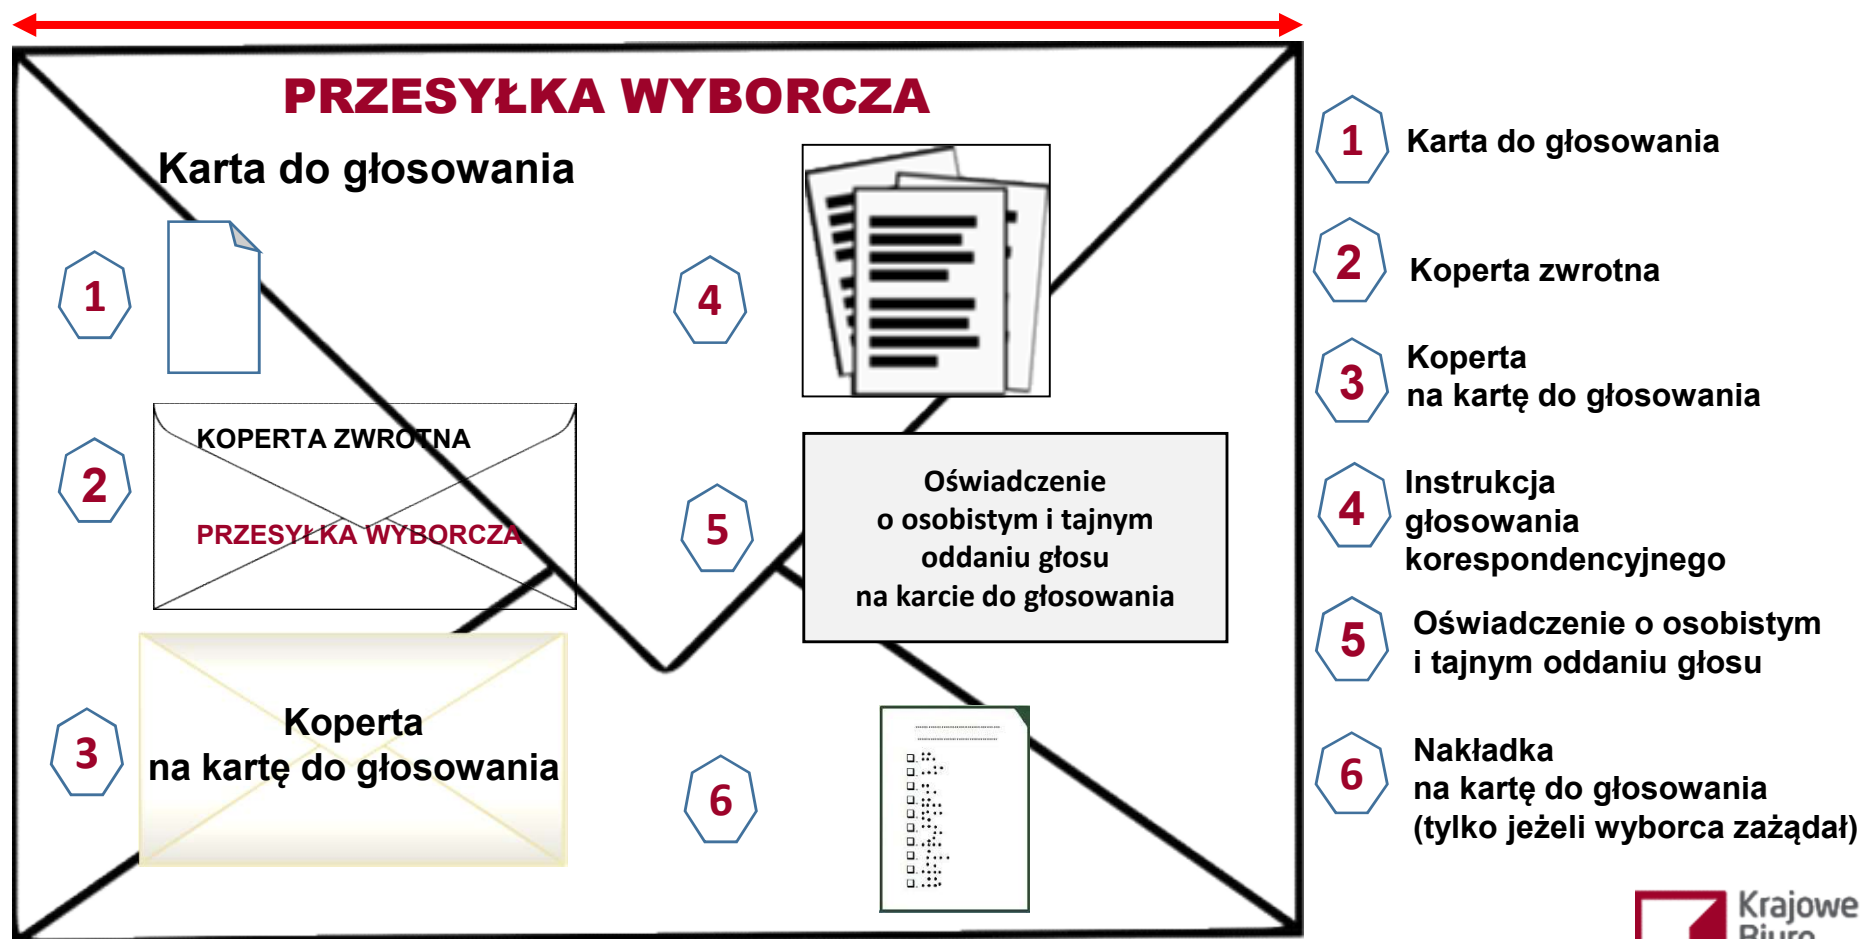 PRZESYŁKA WYBORCZA
Karta do głosowania
1
2
KOPERTA ZWROTNA
PRZESYŁKA WYBORCZA
3
Koperta
na kartę do głosowania
4
5
Oświadczenie
o osobistym i tajnym
oddaniu głosu
na karcie do głosowania
6
1
Karta do głosowania
2
Koperta zwrotna
3
Koperta
na kartę do głosowania
4
Instrukcja
głosowania
korespondencyjnego
5
Oświadczenie o osobistym
i tajnym oddaniu głosu
6
Nakładka
na kartę do głosowania
(tylko jeżeli wyborca zażądał)
Krajowe
Biuro